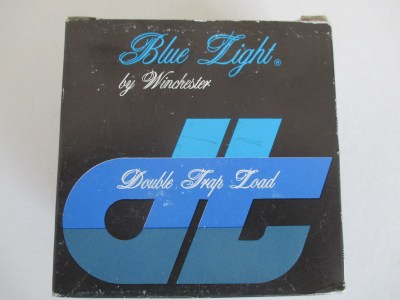 Blue Light®
by Winchester
Double Trap Load
dt